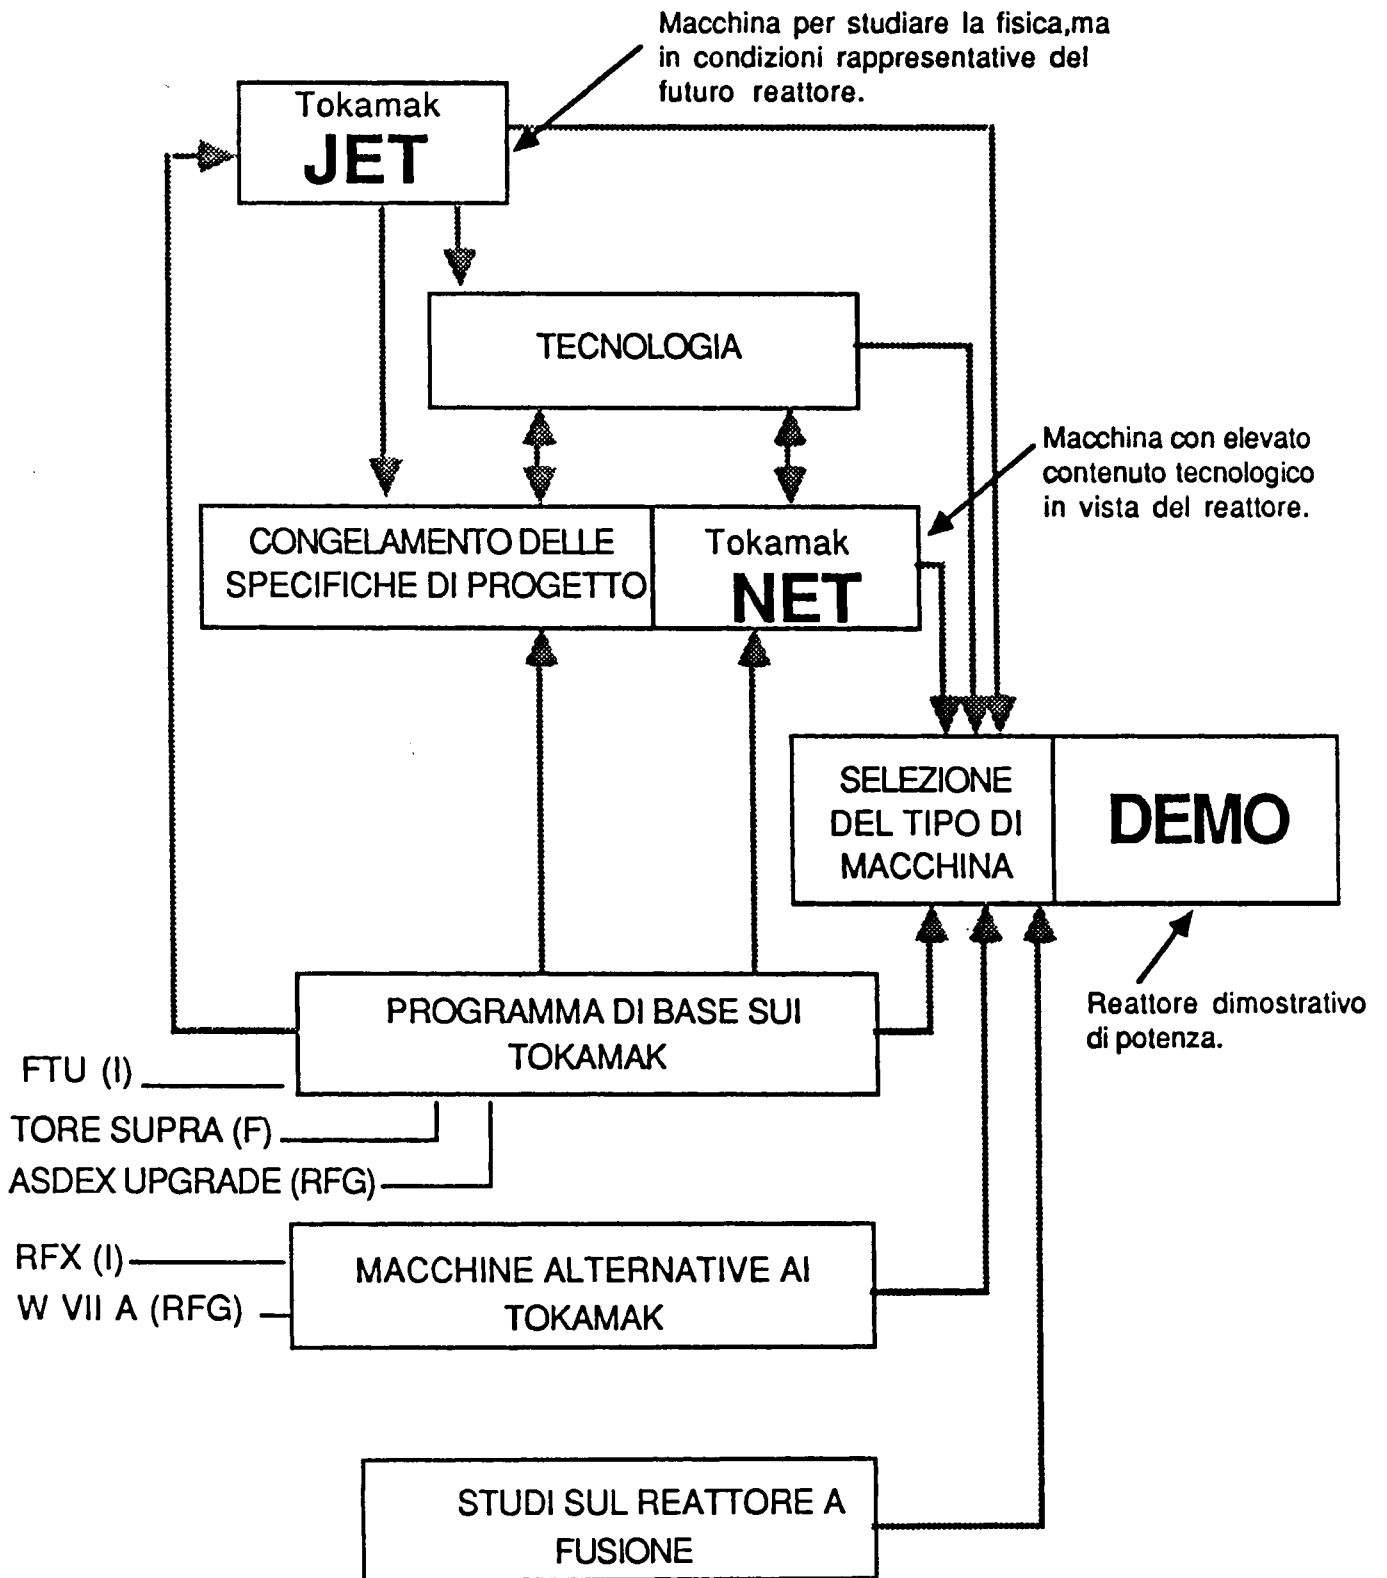 Macchina per studiare la fisica,ma
in condizioni rappresentative del
futuro reattore.
Tokamak
JET
TECNOLOGIA
Macchina con elevato
contenuto tecnologico
in vista del reattore.
CONGELAMENTO DELLE
SPECIFICHE DI PROGETTO
Tokamak
NET
SELEZIONE
DEL TIPO DI
MACCHINA
DEMO
Reattore dimostrativo
di potenza.
PROGRAMMA DI BASE SUI
TOKAMAK
FTU (I)
TORE SUPRA (F)
ASDEX UPGRADE (RFG)
RFX (I)
W VII A (RFG)
MACCHINE ALTERNATIVE AI
TOKAMAK
STUDI SUL REATTORE A
FUSIONE